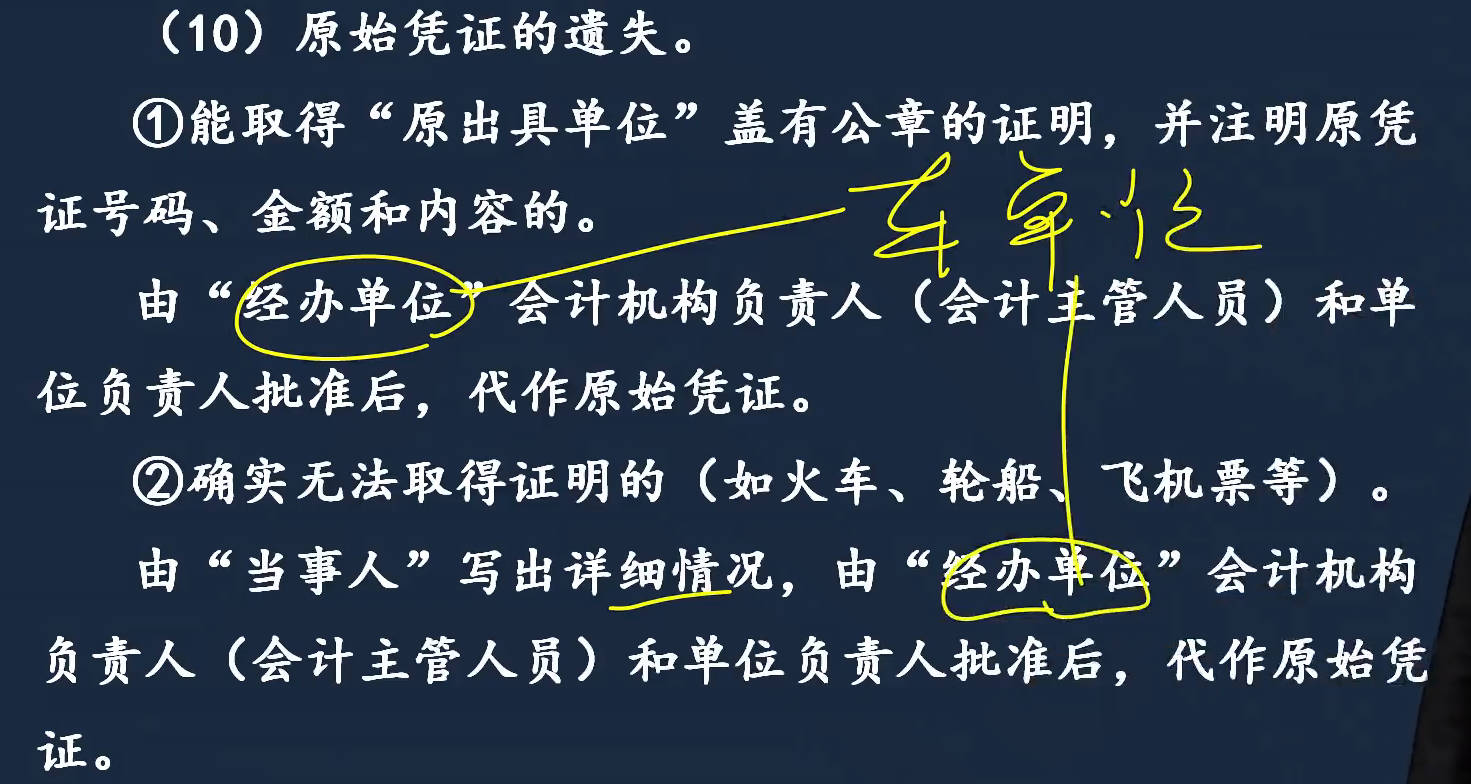 （10）原始凭证的遗失。
①能取得“原出具单位”盖有公章的证明，并注明原凭
证号码、金额和内容的。
本单位
由“经办单位”会计机构负责人（会计主管人员）和单
位负责人批准后，代作原始凭证。
②确实无法取得证明的（如火车、轮船、飞机票等）。
由“当事人”写出详细情况，由“经办单位”会计机构
负责人（会计主管人员）和单位负责人批准后，代作原始凭
证。